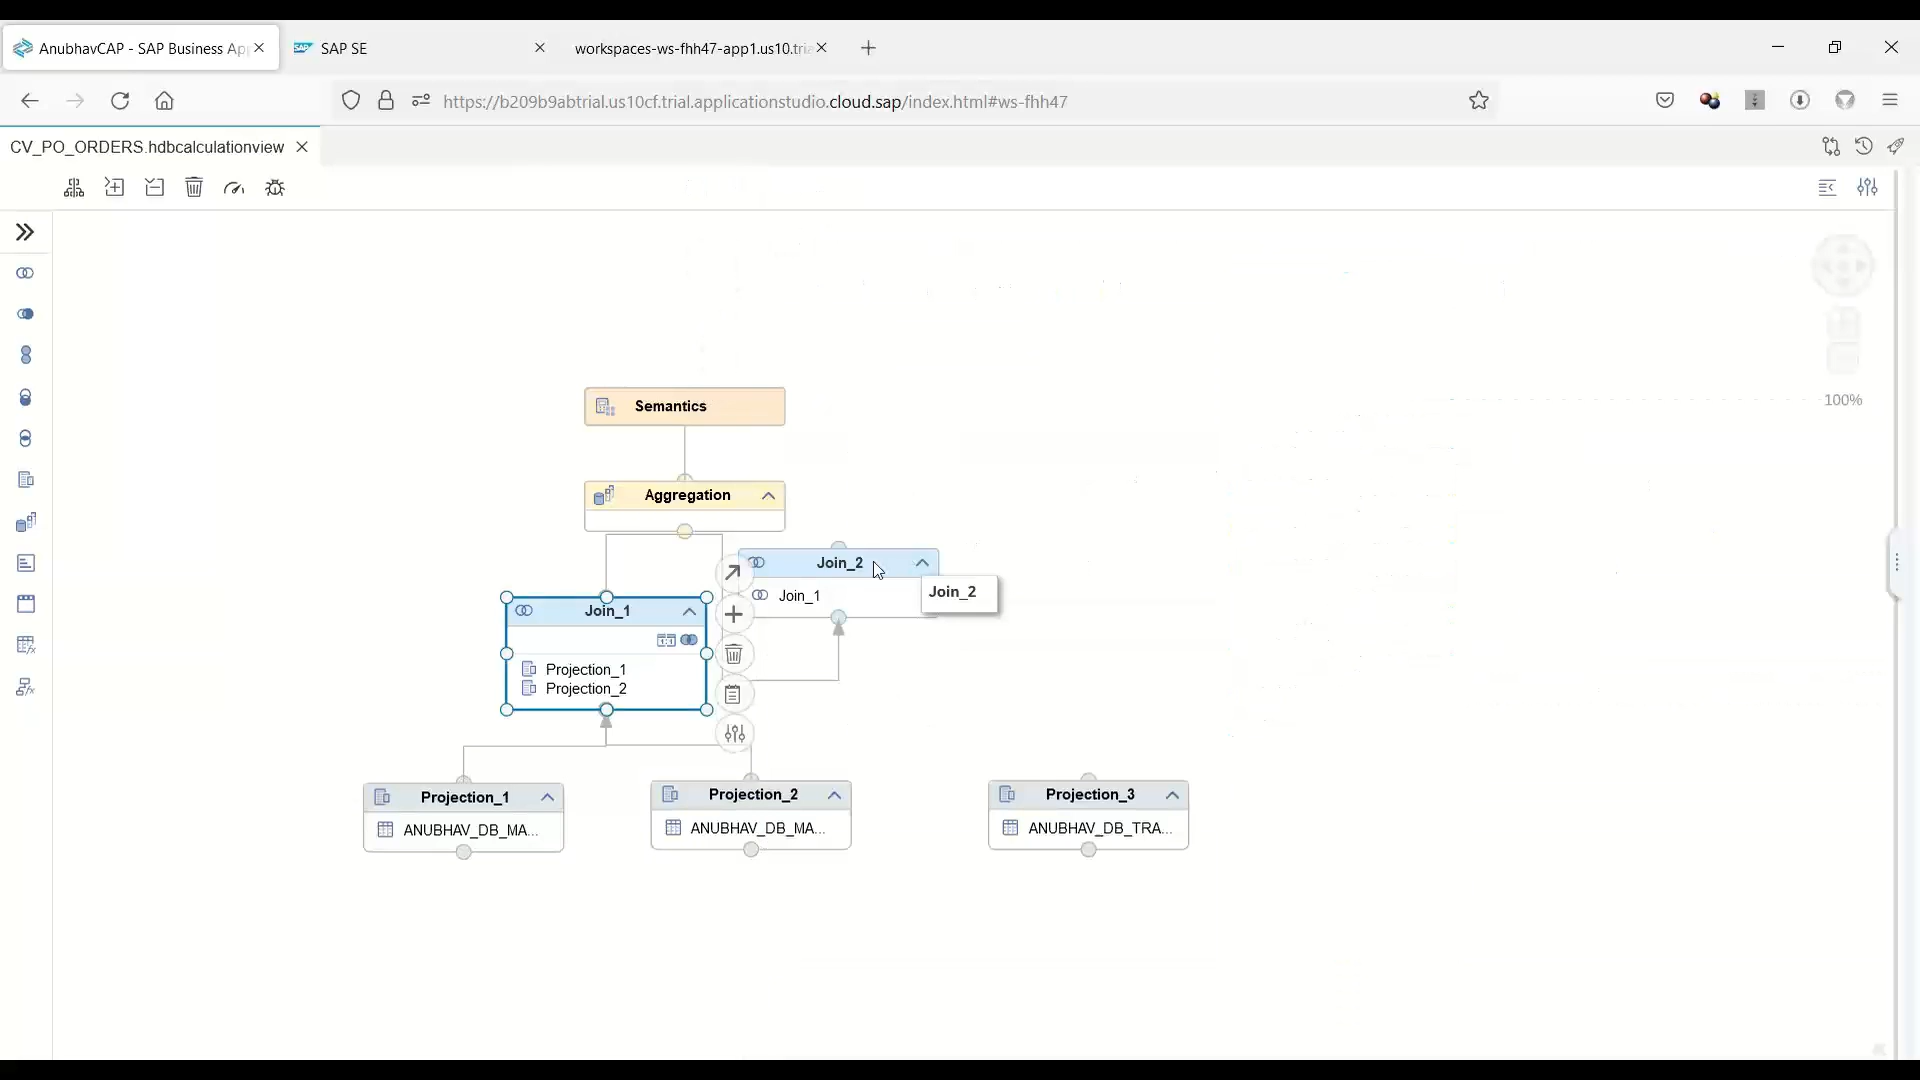 AnubhavCAP - SAP Business Ap
SAP SE
workspaces-ws-fhh47-app1.us10.tria
https://b209b9abtrial.us10cf.trial.applicationstudio.cloud.sap/index.html#ws-fhh47
CV_PO_ORDERS.hdbcalculationview
100%
Semantics
Aggregation
Join_2
Join_1
Join_2
Join_1
Projection_1
Projection_2
Projection_1
ANUBHAV_DB_MA...
Projection_2
ANUBHAV_DB_MA...
Projection_3
ANUBHAV_DB_TRA...